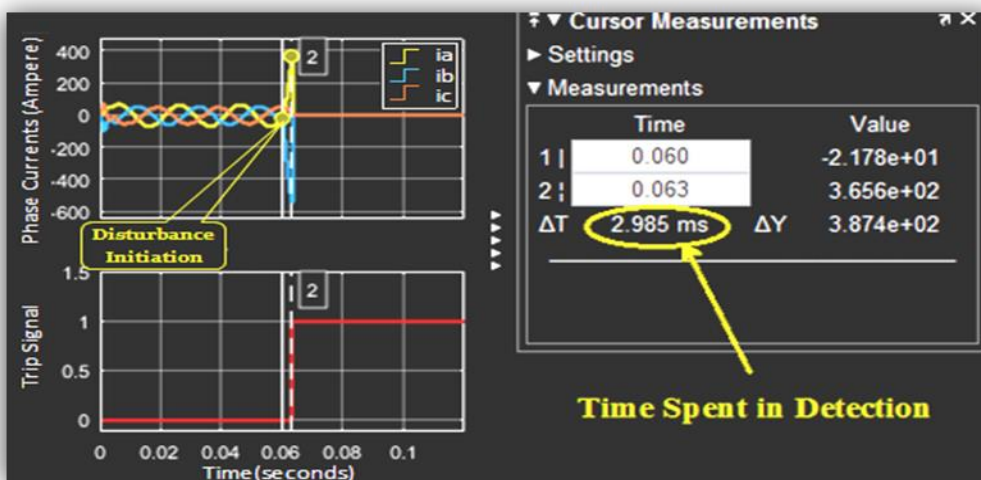 Phase Currents (Ampere)
400
200
0
-200
-400
-600
2
ia
ib
ic
Disturbance
Initiation
Trip Signal
1.5
1
0.5
0
2
0
0.02
0.04
0.06
0.08
0.1
Time(seconds)
Cursor Measurements
Settings
Measurements
Time Value
1 | 0.060 -2.178e+01
2 ¦ 0.063 3.656e+02
ΔT 2.985 ms ΔY 3.874e+02
Time Spent in Detection